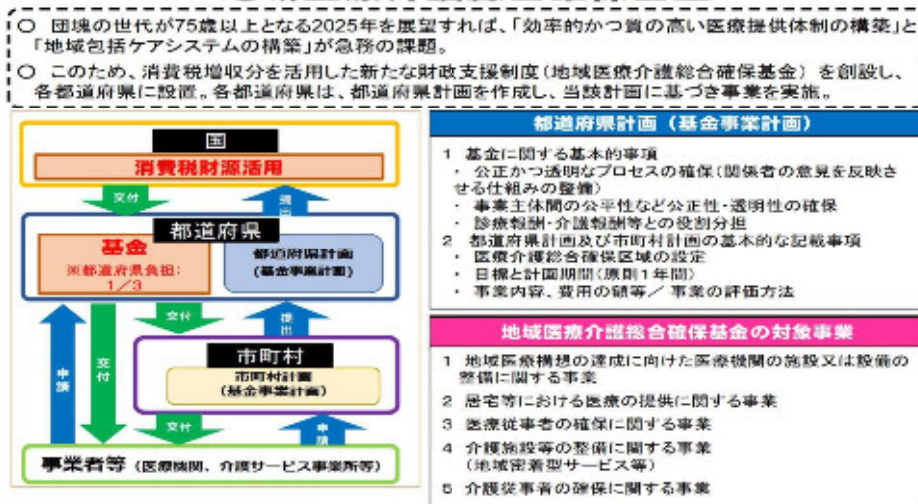 ○ 団塊の世代が75歳以上となる2025年を展望すれば、「効率的かつ質の高い医療提供体制の構築」と
「地域包括ケアシステムの構築」が急務の課題。
○ このため、消費税増収分を活用した新たな財政支援制度(地域医療介護総合確保基金)を創設し、
各都道府県に設置。各都道府県は、都道府県計画を作成し、当該計画に基づき事業を実施。
国
消費税財源活用
交付
提出
都道府県
基金
※都道府県負担:
1/3
都道府県計画
(基金事業計画)
申請
交付
交付
提出
市町村
市町村計画
(基金事業計画)
交付
申請
事業者等(医療機関、介護サービス事業所等)
都道府県計画(基金事業計画)
1 基金に関する基本的事項
・ 公正かつ透明なプロセスの確保(関係者の意見を反映さ
せる仕組みの整備)
・ 事業主体間の公平性など公正性・透明性の確保
・ 診療報酬・介護報酬等との役割分担
2 都道府県計画及び市町村計画の基本的な記載事項
・ 医療介護総合確保区域の設定
・ 目標と計画期間(原則1年間)
・ 事業内容、費用の額等/ 事業の評価方法
地域医療介護総合確保基金の対象事業
1 地域医療構想の達成に向けた医療機関の施設又は設備の
整備に関する事業
2 居宅等における医療の提供に関する事業
3 医療従事者の確保に関する事業
4 介護施設等の整備に関する事業
(地域密着型サービス等)
5 介護従事者の確保に関する事業